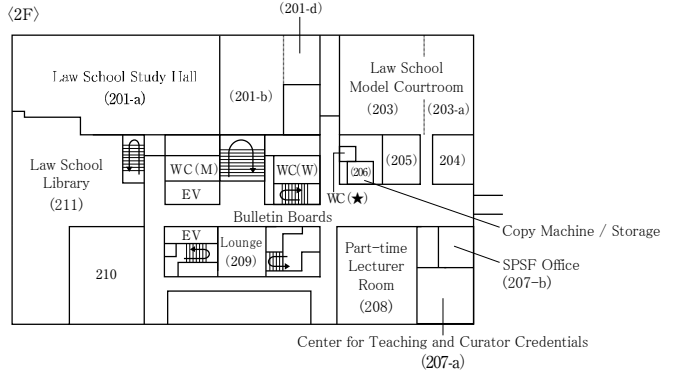 〈2F〉
(201-d)
Law School Study Hall
(201-a)
(201-b)
Law School
Model Courtroom
(203)
(203-a)
Law School
Library
(211)
WC(M)
WC(W)
(206)
(205)
204
EV
WC(★)
Bulletin Boards
Copy Machine / Storage
EV
Lounge
(209)
210
Part-time
Lecturer
Room
(208)
SPSF Office
(207-b)
Center for Teaching and Curator Credentials
(207-a)